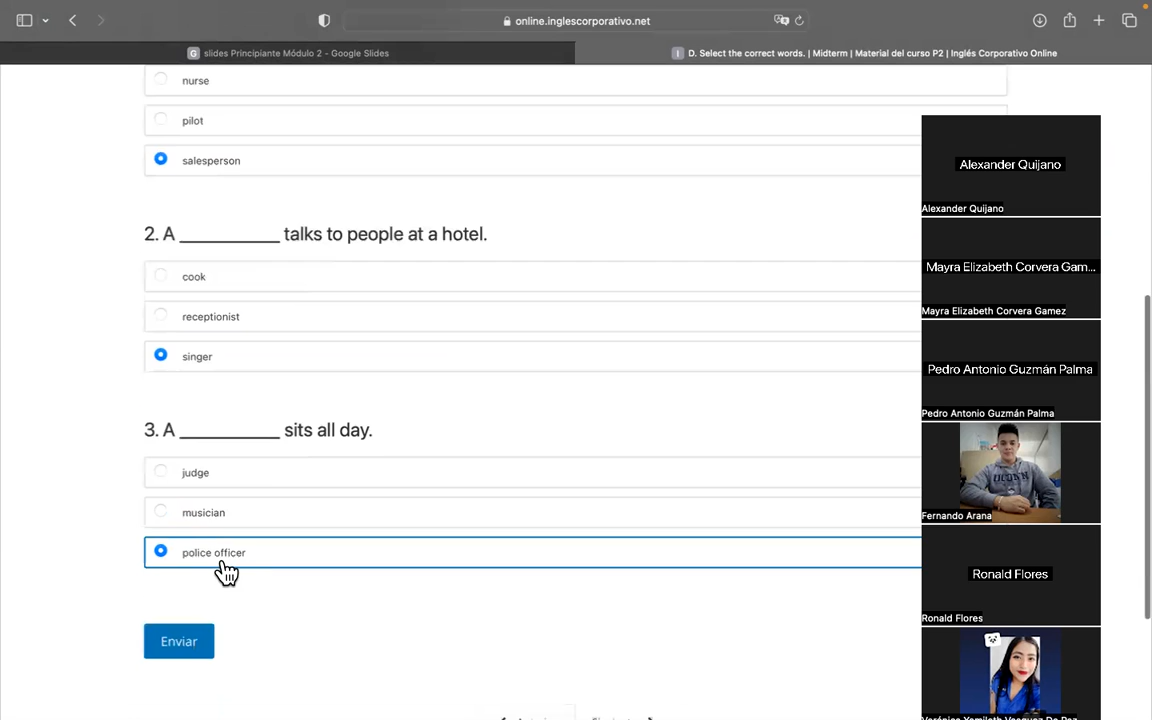 online.inglescorporativo.net
G slides Principiante Módulo 2 - Google Slides
I D. Select the correct words. | Midterm | Material del curso P2 | Inglés Corporativo Online
nurse
pilot
salesperson
2. A __________ talks to people at a hotel.
cook
receptionist
singer
3. A __________ sits all day.
judge
musician
police officer
Enviar
Alexander Quijano
Alexander Quijano
Mayra Elizabeth Corvera Gam...
Mayra Elizabeth Corvera Gamez
Pedro Antonio Guzmán Palma
Pedro Antonio Guzmán Palma
UCONN
Fernando Arana
Ronald Flores
Ronald Flores